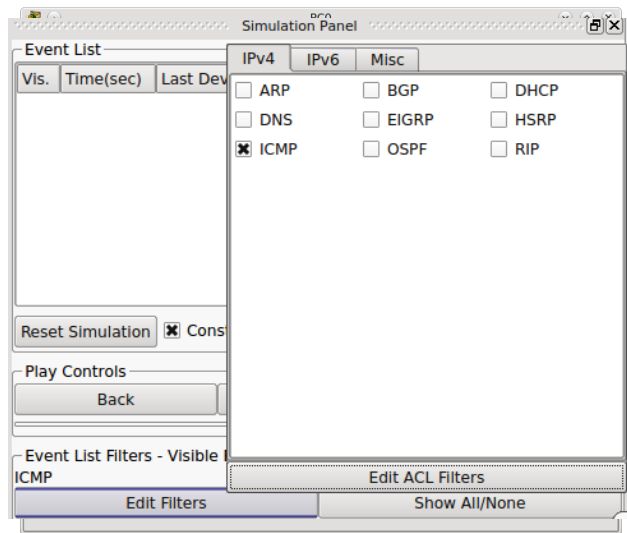 Simulation Panel
Event List
IPv4 IPv6 Misc
Vis. Time(sec) Last Dev
ARP BGP DHCP
DNS EIGRP HSRP
ICMP OSPF RIP
Reset Simulation Const
Play Controls
Back
Event List Filters - Visible
ICMP
Edit ACL Filters
Edit Filters Show All/None